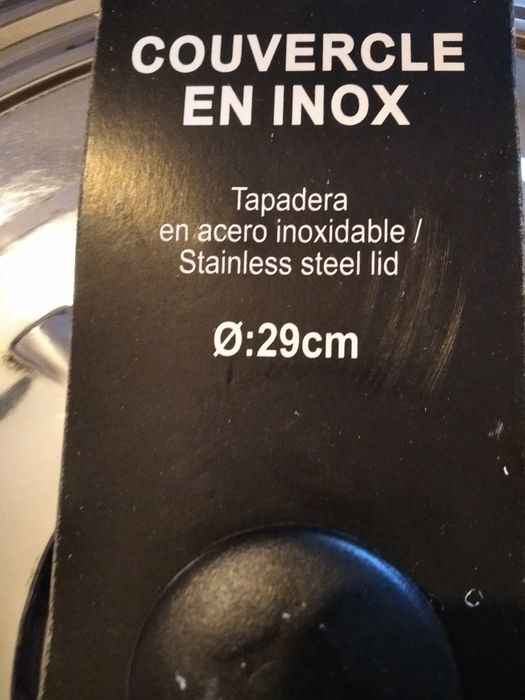 COUVERCLE
EN INOX
Tapadera
en acero inoxidable /
Stainless steel lid
Ø:29cm